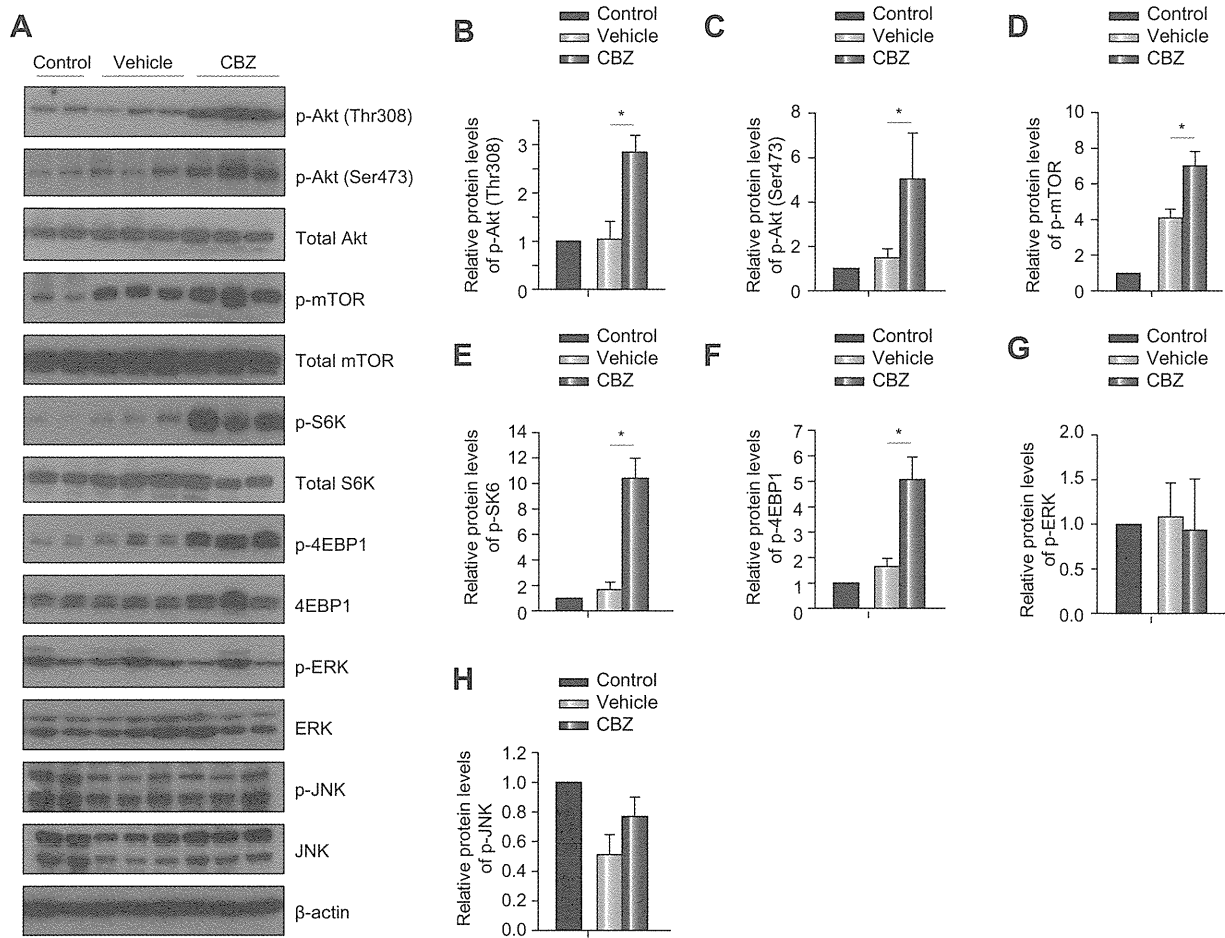 A
Control Vehicle CBZ
p-Akt (Thr308)
p-Akt (Ser473)
Total Akt
p-mTOR
Total mTOR
p-S6K
Total S6K
p-4EBP1
4EBP1
p-ERK
ERK
p-JNK
JNK
β-actin
B
Control
Vehicle
CBZ
Relative protein levels
of p-Akt (Thr308)
3
2
1
0
*
C
Control
Vehicle
CBZ
Relative protein levels
of p-Akt (Ser473)
8
6
4
2
0
*
D
Control
Vehicle
CBZ
Relative protein levels
of p-mTOR
10
8
6
4
2
0
*
E
Control
Vehicle
CBZ
Relative protein levels
of p-SK6
14
12
10
8
6
4
2
0
*
F
Control
Vehicle
CBZ
Relative protein levels
of p-4EBP1
7
6
5
4
3
2
1
0
*
G
Control
Vehicle
CBZ
Relative protein levels
of p-ERK
2.0
1.5
1.0
0.5
0.0
H
Control
Vehicle
CBZ
Relative protein levels
of p-JNK
1.2
1.0
0.8
0.6
0.4
0.2
0.0